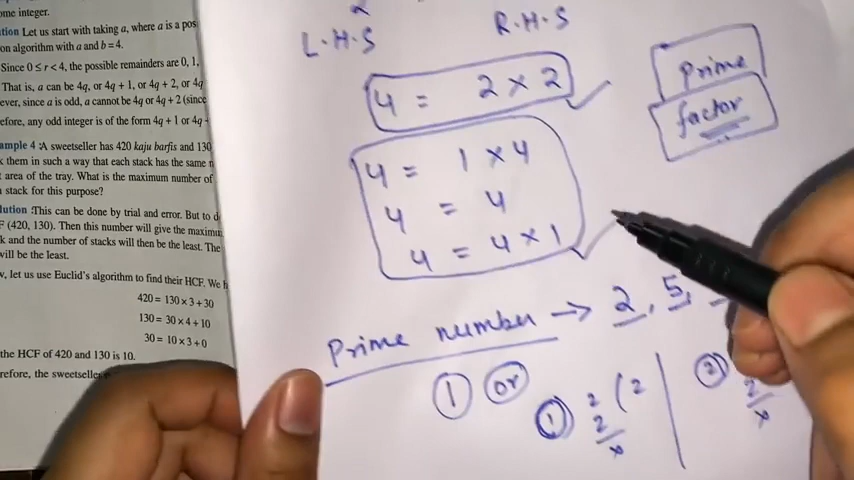 ome integer.
tion Let us start with taking a, where a is a pos
on algorithm with a and b = 4.
Since 0 ≤ r < 4, the possible remainders are 0, 1,
That is, a can be 4q, or 4q + 1, or 4q + 2, or 4q
ever, since a is odd, a cannot be 4q or 4q + 2 (since
efore, any odd integer is of the form 4q + 1 or 4q +
ample 4 : A sweetseller has 420 kaju barfis and 130
k them in such a way that each stack has the same n
t area of the tray. What is the maximum number of
stack for this purpose?
lution : This can be done by trial and error. But to d
F (420, 130). Then this number will give the maximu
k and the number of stacks will then be the least. The
will be the least.
v, let us use Euclid's algorithm to find their HCF. We h
420 = 130 × 3 + 30
130 = 30 × 4 + 10
30 = 10 × 3 + 0
the HCF of 420 and 130 is 10.
refore, the sweetselle
L.H.S R.H.S
4 = 2 × 2
prime
factor
4 = 1 × 4
4 = 4
4 = 4 × 1
Prime number → 2, 5,
① or
① 2 ( 2 ②
2 2
x x